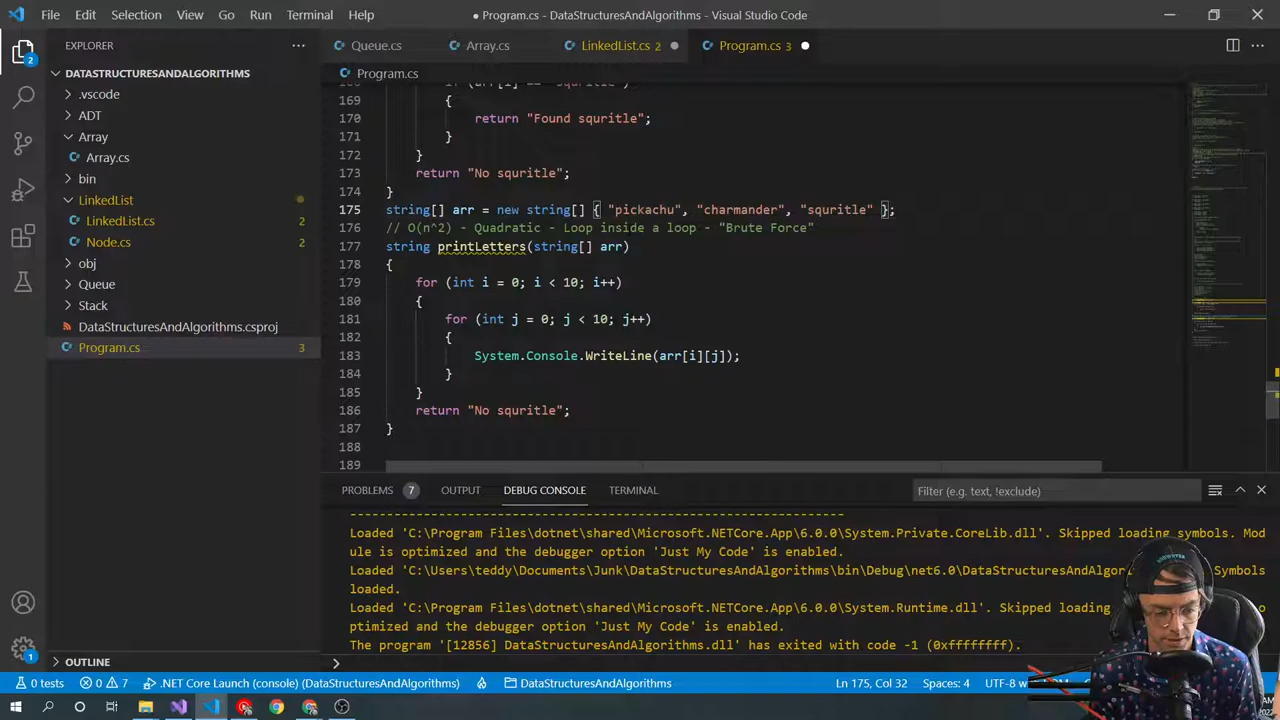 File Edit Selection View Go Run Terminal Help
● Program.cs - DataStructuresAndAlgorithms - Visual Studio Code
EXPLORER
Queue.cs
Array.cs
LinkedList.cs 2
Program.cs 3
DATASTRUCTURESANDALGORITHMS
Program.cs
.vscode
ADT
Array
Array.cs
bin
LinkedList
LinkedList.cs 2
Node.cs 2
obj
Queue
Stack
DataStructuresAndAlgorithms.csproj
Program.cs 3
OUTLINE
2
1
169 {
170 return "Found squritle";
171 }
172 }
173 return "No squritle";
174 }
175 string[] arr = new string[] { "pickachu", "charmander", "squritle" };
176 // O(n^2) - Quadratic - Loop inside a loop - "Brute Force"
177 string printLetters(string[] arr)
178 {
179 for (int i = 0; i < 10; i++)
180 {
181 for (int j = 0; j < 10; j++)
182 {
183 System.Console.WriteLine(arr[i][j]);
184 }
185 }
186 return "No squritle";
187 }
188
189
PROBLEMS 7 OUTPUT DEBUG CONSOLE TERMINAL
Filter (e.g. text, !exclude)
Loaded 'C:\Program Files\dotnet\shared\Microsoft.NETCore.App\6.0.0\System.Private.CoreLib.dll'. Skipped loading symbols. Mod
ule is optimized and the debugger option 'Just My Code' is enabled.
Loaded 'C:\Users\teddy\Documents\Junk\DataStructuresAndAlgorithms\bin\Debug\net6.0\DataStructuresAndAlgor Symbols
loaded.
Loaded 'C:\Program Files\dotnet\shared\Microsoft.NETCore.App\6.0.0\System.Runtime.dll'. Skipped loading
ptimized and the debugger option 'Just My Code' is enabled.
The program '[12856] DataStructuresAndAlgorithms.dll' has exited with code -1 (0xffffffff).
0 tests 0 7 .NET Core Launch (console) (DataStructuresAndAlgorithms) DataStructuresAndAlgorithms Ln 175, Col 32 Spaces: 4 UTF-8